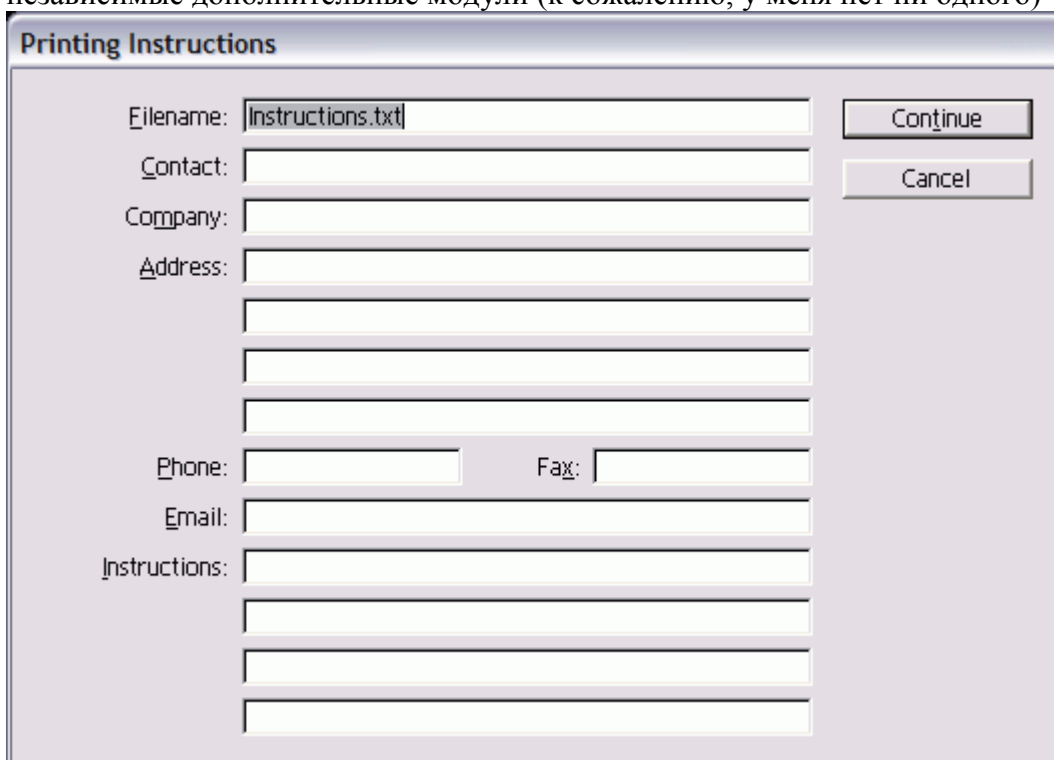 независимые дополнительные модули (к сожалению, у меня нет ни одного)
Printing Instructions
Filename: Instructions.txt
Continue
Contact:
Cancel
Company:
Address:
Phone: Fax:
Email:
Instructions: